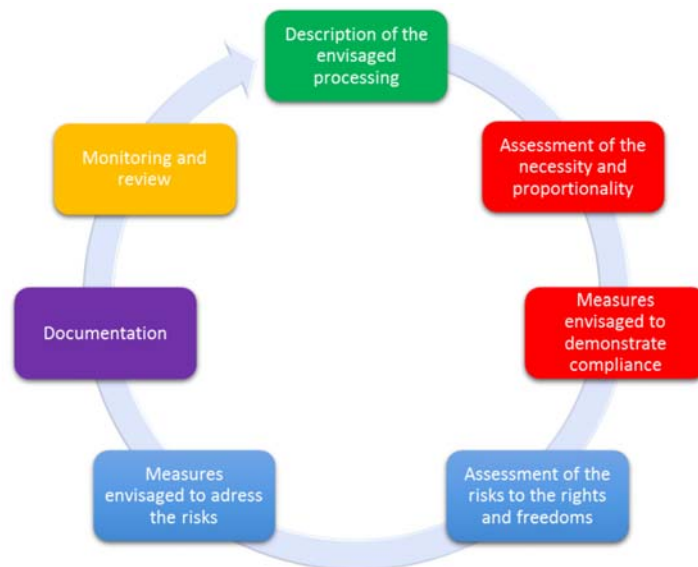 Description of the
envisaged
processing
Assessment of the
necessity and
proportionality
Measures
envisaged to
demonstrate
compliance
Assessment of the
risks to the rights
and freedoms
Measures
envisaged to adress
the risks
Documentation
Monitoring and
review